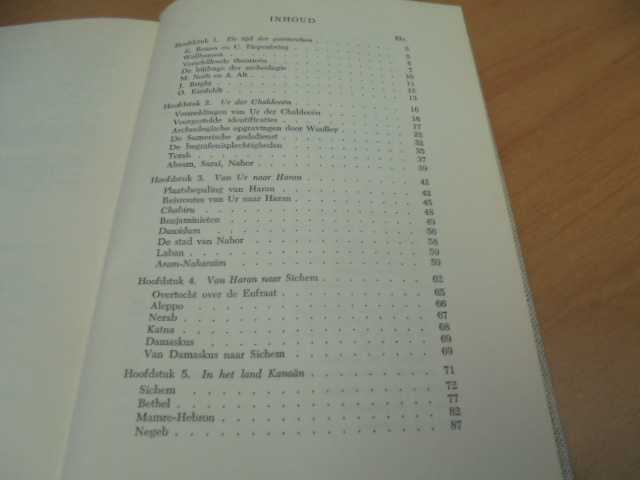 INHOUD
Blz.
Hoofdstuk 1. De tijd der patriarchen . . . . . . . . 5
E. Renan en C. Piepenbring . . . . . . . . 5
Wellhausen . . . . . . . . 5
Verschillende theorieën . . . . . . . . 6
De bijdrage der archeologie . . . . . . . . 7
M. Noth en A. Alt . . . . . . . . 10
J. Bright . . . . . . . . 11
O. Eissfeldt . . . . . . . . 12
13
Hoofdstuk 2. Ur der Chaldeeën . . . . . . . . 16
Vermeldingen van Ur der Chaldeeën . . . . . . . . 16
Voorgestelde identificaties . . . . . . . . 17
Archeologische opgravingen door Woolley . . . . . . . . 22
De Sumerische godsdienst . . . . . . . . 32
De begrafenisplechtigheden . . . . . . . . 35
Terah . . . . . . . . 37
Abram, Sarai, Nahor . . . . . . . . 39
Hoofdstuk 3. Van Ur naar Haran . . . . . . . . 42
Plaatsbepaling van Haran . . . . . . . . 42
Reisroutes van Ur naar Haran . . . . . . . . 45
Chabiru . . . . . . . . 48
Benjaminieten . . . . . . . . 49
Dawidum . . . . . . . . 56
De stad van Nahor . . . . . . . . 58
Laban . . . . . . . . 59
Aram-Naharaïm . . . . . . . . 59
Hoofdstuk 4. Van Haran naar Sichem . . . . . . . . 62
Overtocht over de Eufraat . . . . . . . . 65
Aleppo . . . . . . . . 66
Nerab . . . . . . . . 67
Katna . . . . . . . . 68
Damaskus . . . . . . . . 69
Van Damaskus naar Sichem . . . . . . . . 69
Hoofdstuk 5. In het land Kanaän . . . . . . . . 71
Sichem . . . . . . . . 72
Bethel . . . . . . . . 77
Mamre-Hebron . . . . . . . . 82
Negeb . . . . . . . . 87